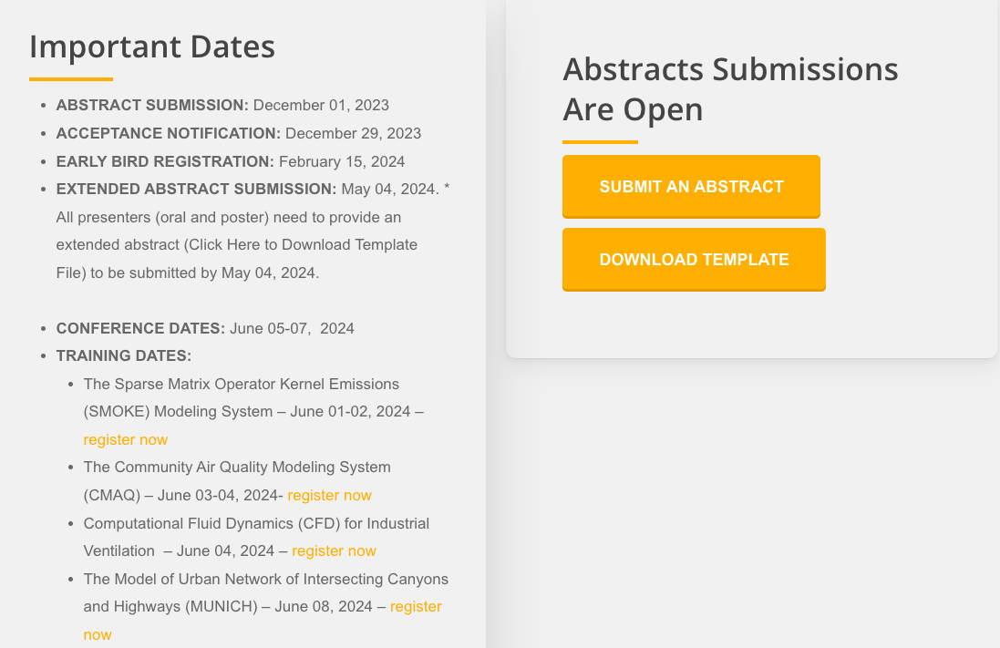 Important Dates
ABSTRACT SUBMISSION: December 01, 2023
ACCEPTANCE NOTIFICATION: December 29, 2023
EARLY BIRD REGISTRATION: February 15, 2024
EXTENDED ABSTRACT SUBMISSION: May 04, 2024. *
All presenters (oral and poster) need to provide an
extended abstract (Click Here to Download Template
File) to be submitted by May 04, 2024.
CONFERENCE DATES: June 05-07,  2024
TRAINING DATES:
The Sparse Matrix Operator Kernel Emissions
(SMOKE) Modeling System – June 01-02, 2024 –
register now
The Community Air Quality Modeling System
(CMAQ) – June 03-04, 2024- register now
Computational Fluid Dynamics (CFD) for Industrial
Ventilation  – June 04, 2024 – register now
The Model of Urban Network of Intersecting Canyons
and Highways (MUNICH) – June 08, 2024 – register
now
Abstracts Submissions
Are Open
SUBMIT AN ABSTRACT
DOWNLOAD TEMPLATE